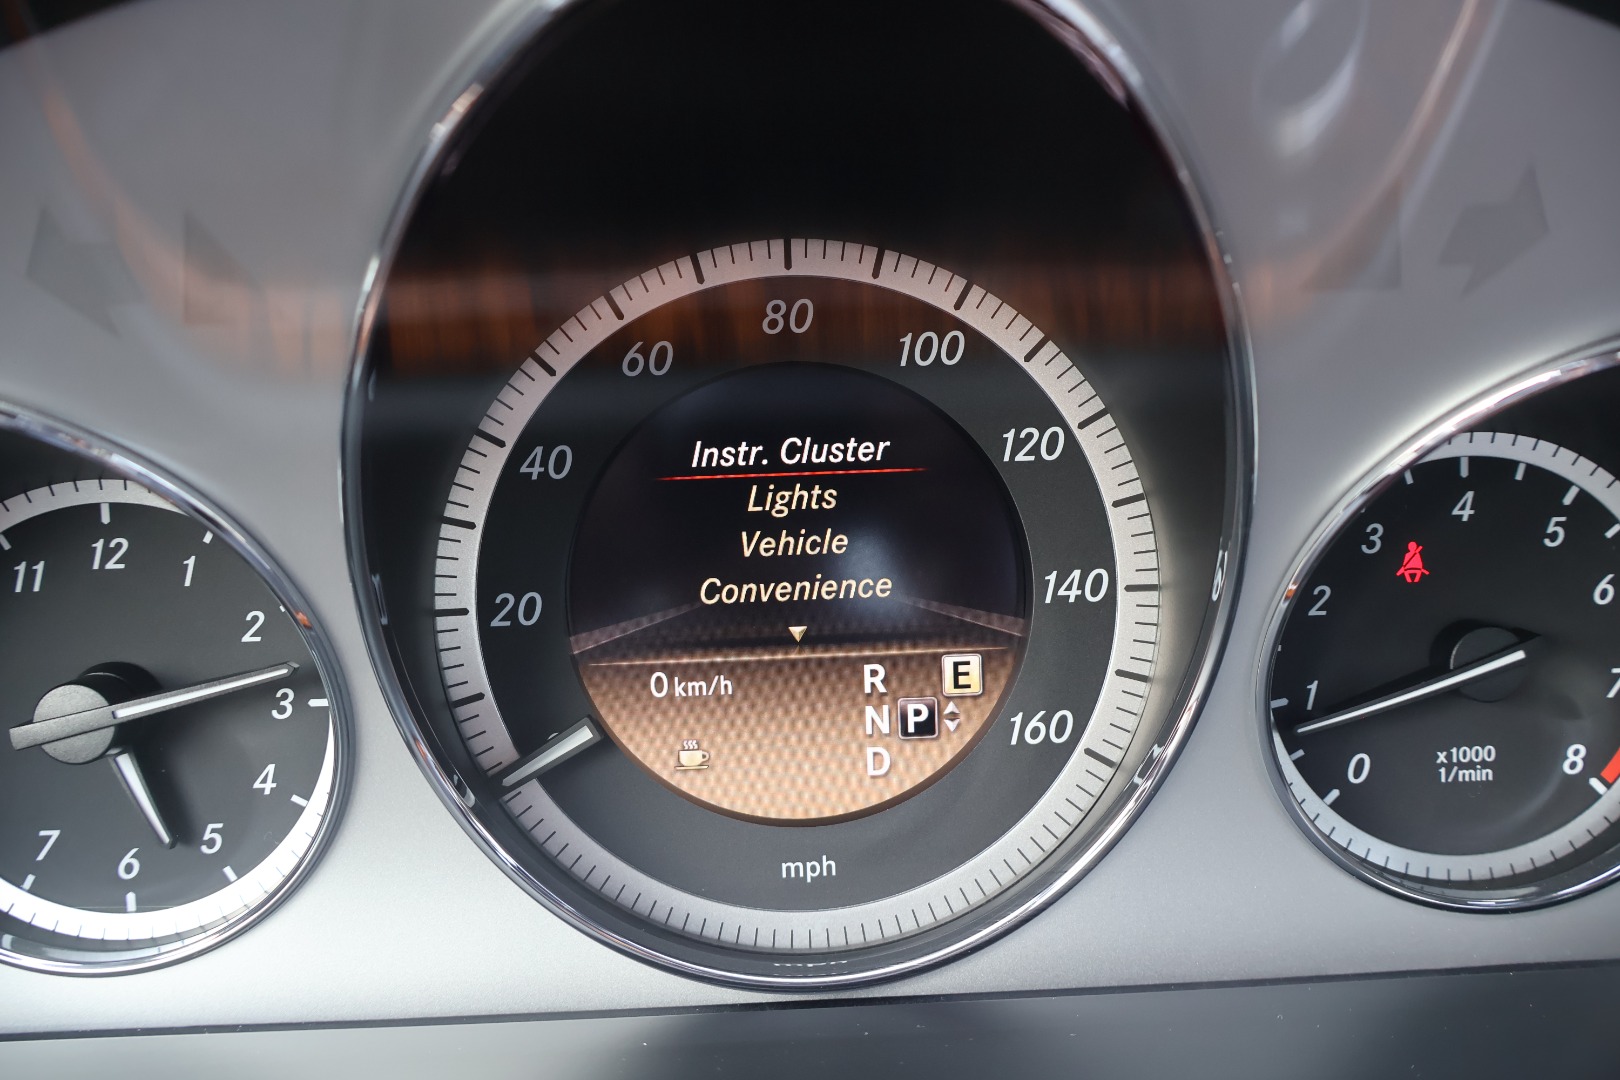 11
12
1
2
3
4
5
6
7
20
40
60
80
100
120
140
160
mph
Instr. Cluster
Lights
Vehicle
Convenience
0 km/h
R
N P
D
E
0
1
2
3
4
5
6
7
8
x1000
1/min